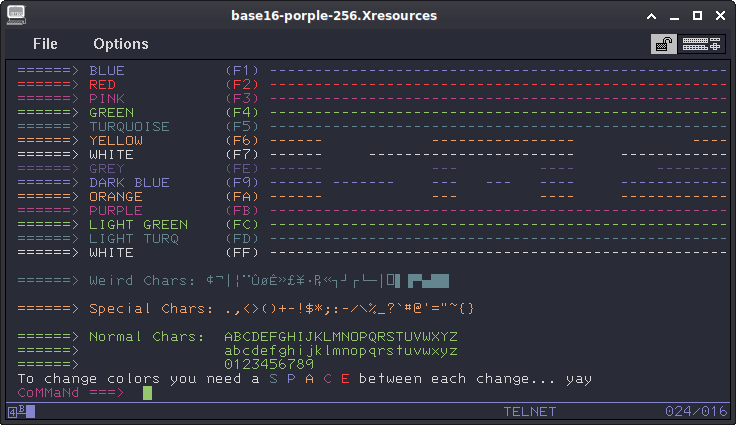 base16-porple-256.Xresources
File Options
======> BLUE (F1) ----------------------------------------------------
======> RED (F2) ----------------------------------------------------
======> PINK (F3) ----------------------------------------------------
======> GREEN (F4) ----------------------------------------------------
======> TURQUOISE (F5) ----------------------------------------------------
======> YELLOW (F6) ------            ----------------             ----
======> WHITE (F7) ------     ------------------------     ------------
======> GREY (FE) ------            ---    ---      ---      --------
======> DARK BLUE (F9) ------ -------    ---   ---  ----     ------------
======> ORANGE (FA) ------            ---    ---      ---     ------------
======> PURPLE (FB) ----------------------------------------------------
======> LIGHT GREEN (FC) ----------------------------------------------------
======> LIGHT TURQ (FD) ----------------------------------------------------
======> WHITE (FF) ----------------------------------------------------
======> Weird Chars:
======> Special Chars: .,<>()+-!$*;:-/\%_?`#@'="~{}
======> Normal Chars: ABCDEFGHIJKLMNOPQRSTUVWXYZ
======> abcdefghijklmnopqrstuvwxyz
======> 0123456789
To change colors you need a S P A C E between each change... yay
CoMMaNd ===>
4 B TELNET 024/016